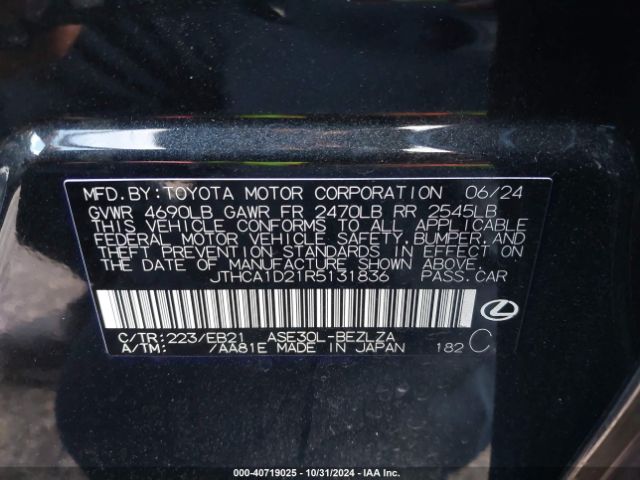 MFD.BY:TOYOTA MOTOR CORPORATION 06/24
GVWR 4690LB GAWR FR 2470LB RR 2545LB
THIS VEHICLE CONFORMS TO ALL APPLICABLE
FEDERAL MOTOR VEHICLE SAFETY,BUMPER,AND
THEFT PREVENTION STANDARDS IN EFFECT ON
THE DATE OF MANUFACTURE SHOWN ABOVE.
JTHCA1D21R5131836 PASS.CAR
C/TR:223/EB21 ASE30L-BEZLZA
A/TM: /AA81E MADE IN JAPAN 182 C
000-40719025 - 10/31/2024 - IAA Inc.